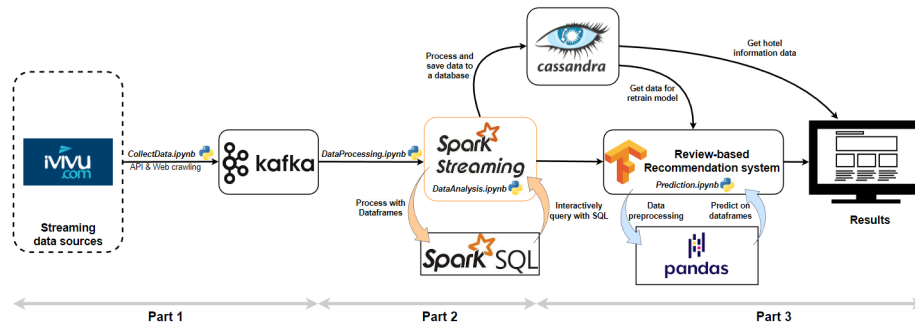 iVIVU
.com
Streaming
data sources
CollectData.ipynb
API & Web crawling
kafka
DataProcessing.ipynb
Process and
save data to
a database
cassandra
Get hotel
information data
Get data for
retrain model
Spark
Streaming
DataAnalysis.ipynb
Process with
Dataframes
Interactively
query with SQL
Spark SQL
Review-based
Recommendation system
Prediction.ipynb
Data
preprocessing
Predict on
dataframes
pandas
Results
Part 1
Part 2
Part 3